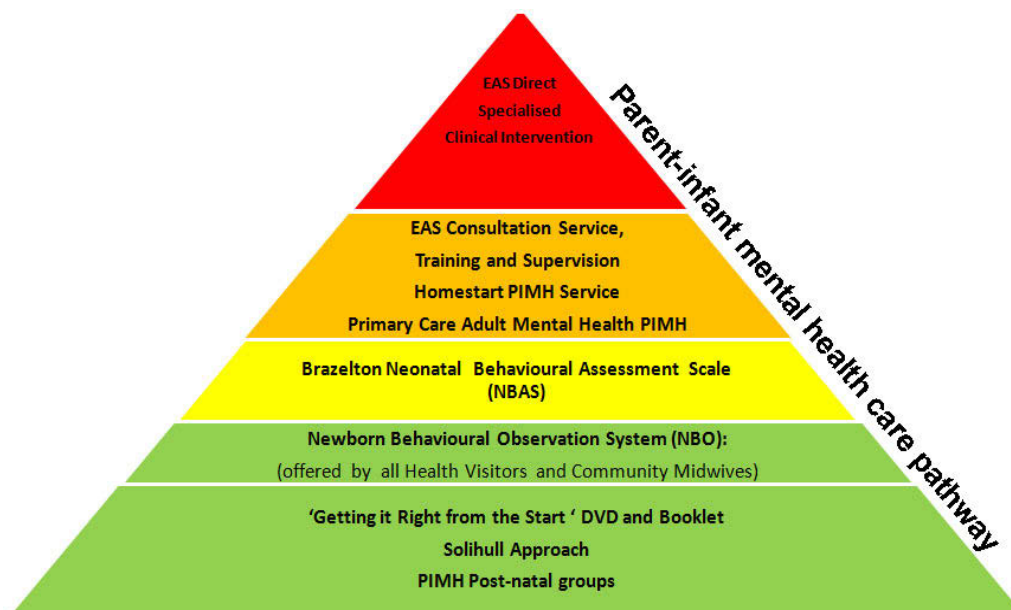 EAS Direct
Specialised
Clinical Intervention
Parent-infant mental health care pathway
EAS Consultation Service,
Training and Supervision
Homestart PIMH Service
Primary Care Adult Mental Health PIMH
Brazelton Neonatal Behavioural Assessment Scale
(NBAS)
Newborn Behavioural Observation System (NBO):
(offered by all Health Visitors and Community Midwives)
‘Getting it Right from the Start ‘ DVD and Booklet
Solihull Approach
PIMH Post-natal groups